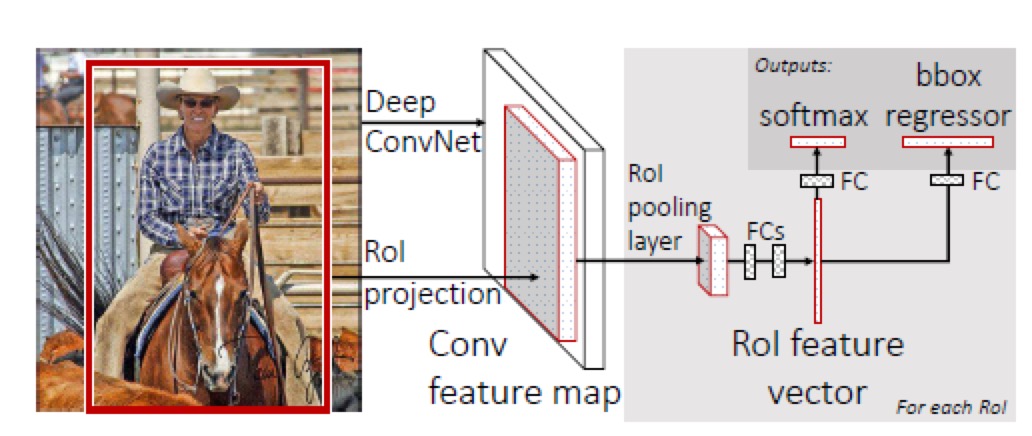 Outputs:
softmax
bbox
regressor
Deep
ConvNet
RoI
projection
Conv
feature map
RoI
pooling
layer
FCs
FC
FC
RoI feature
vector
For each RoI